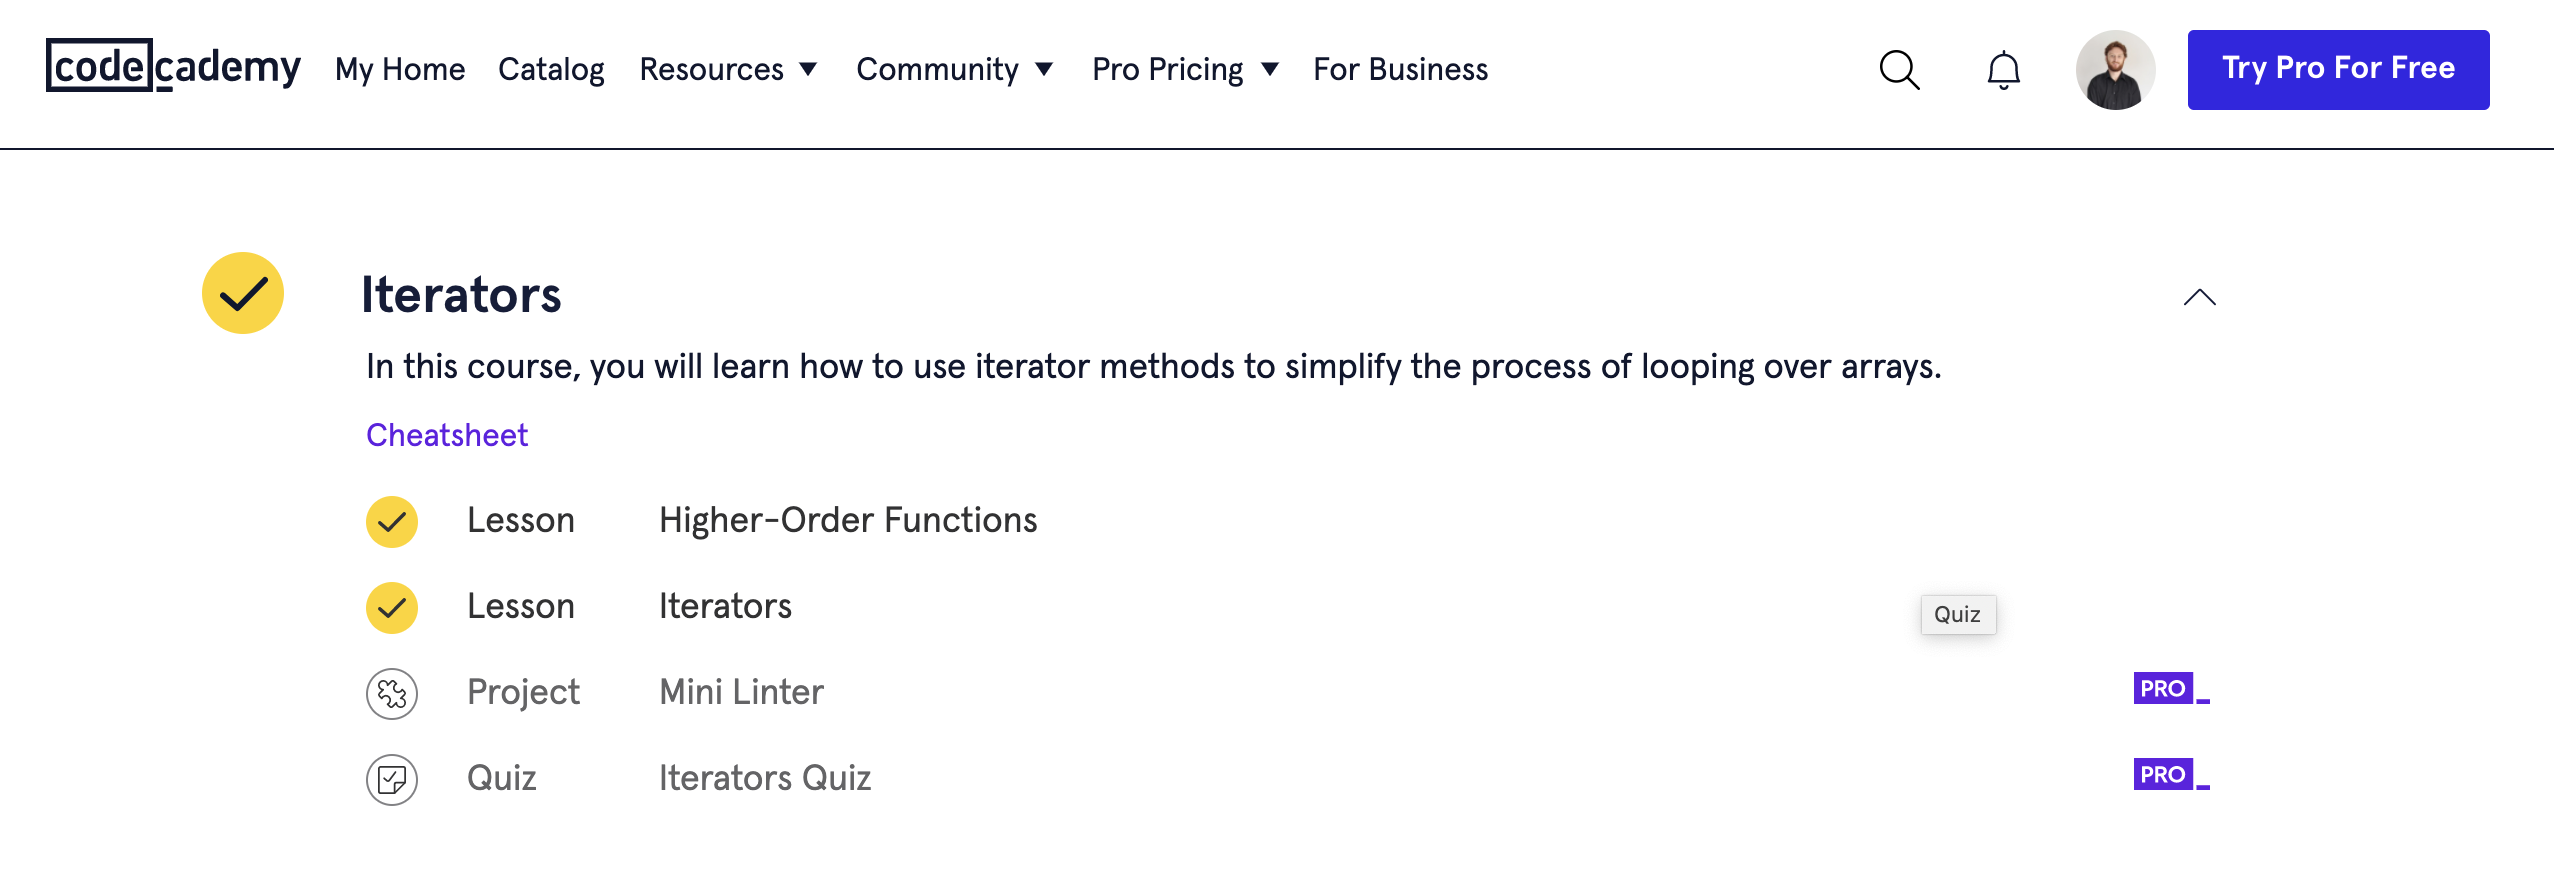 codecademy My Home Catalog Resources Community Pro Pricing For Business Try Pro For Free
Iterators
In this course, you will learn how to use iterator methods to simplify the process of looping over arrays.
Cheatsheet
Lesson Higher-Order Functions
Lesson Iterators
Quiz
Project Mini Linter PRO
Quiz Iterators Quiz PRO